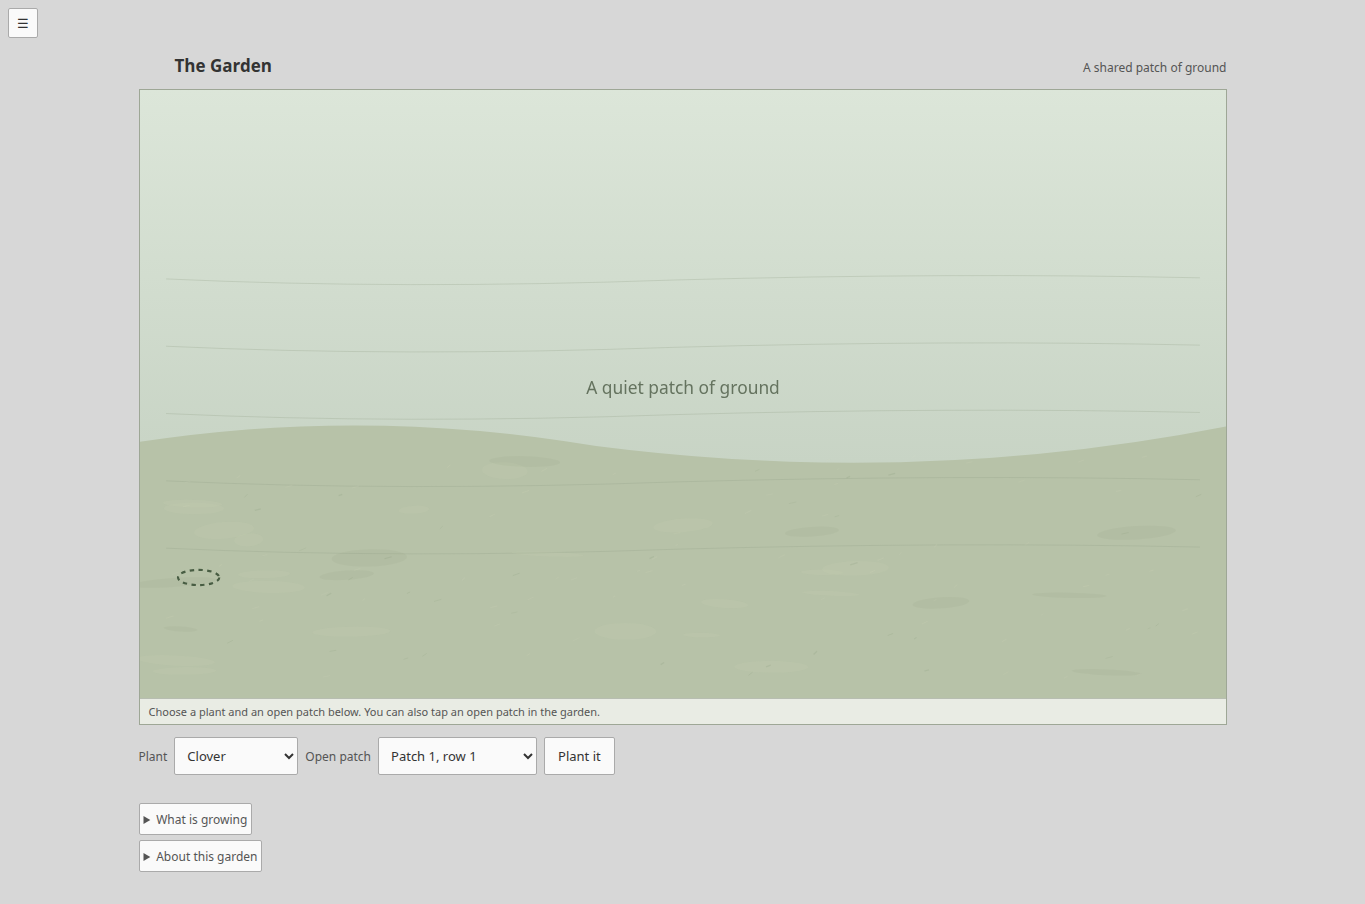 ☰
The Garden
A shared patch of ground
A quiet patch of ground
Choose a plant and an open patch below. You can also tap an open patch in the garden.
Plant Clover Open patch Patch 1, row 1 Plant it
▶ What is growing
▶ About this garden